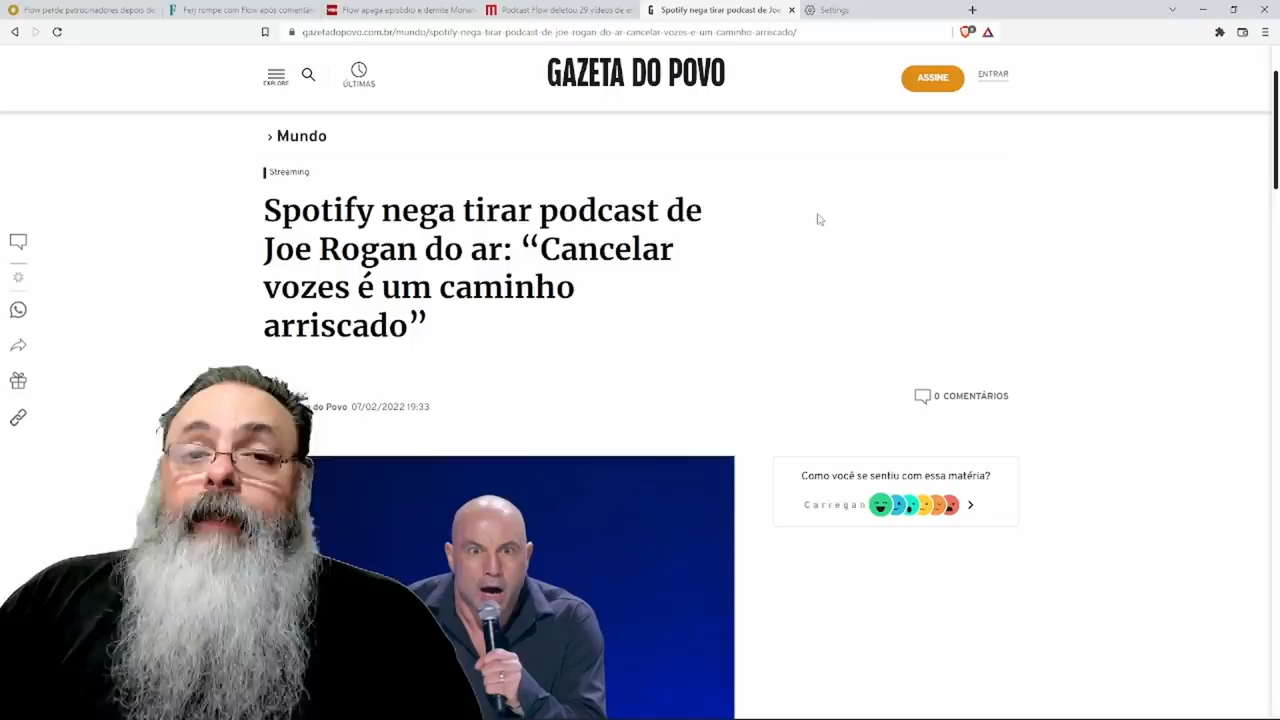 Flow perde patrocinadores depois de
Ferj rompe com Flow após comentár
Flow apaga episódio e demite Monar
Podcast Flow deletou 29 vídeos de e
Spotify nega tirar podcast de Joe
Settings
gazetadopovo.com.br/mundo/spotify-nega-tirar-podcast-de-joe-rogan-do-ar-cancelar-vozes-e-um-caminho-arriscado/
EXPLORE
ÚLTIMAS
GAZETA DO POVO
ASSINE
ENTRAR
› Mundo
Streaming
Spotify nega tirar podcast de
Joe Rogan do ar: “Cancelar
vozes é um caminho
arriscado”
do Povo 07/02/2022 19:33
0 COMENTÁRIOS
Como você se sentiu com essa matéria?
Carregan